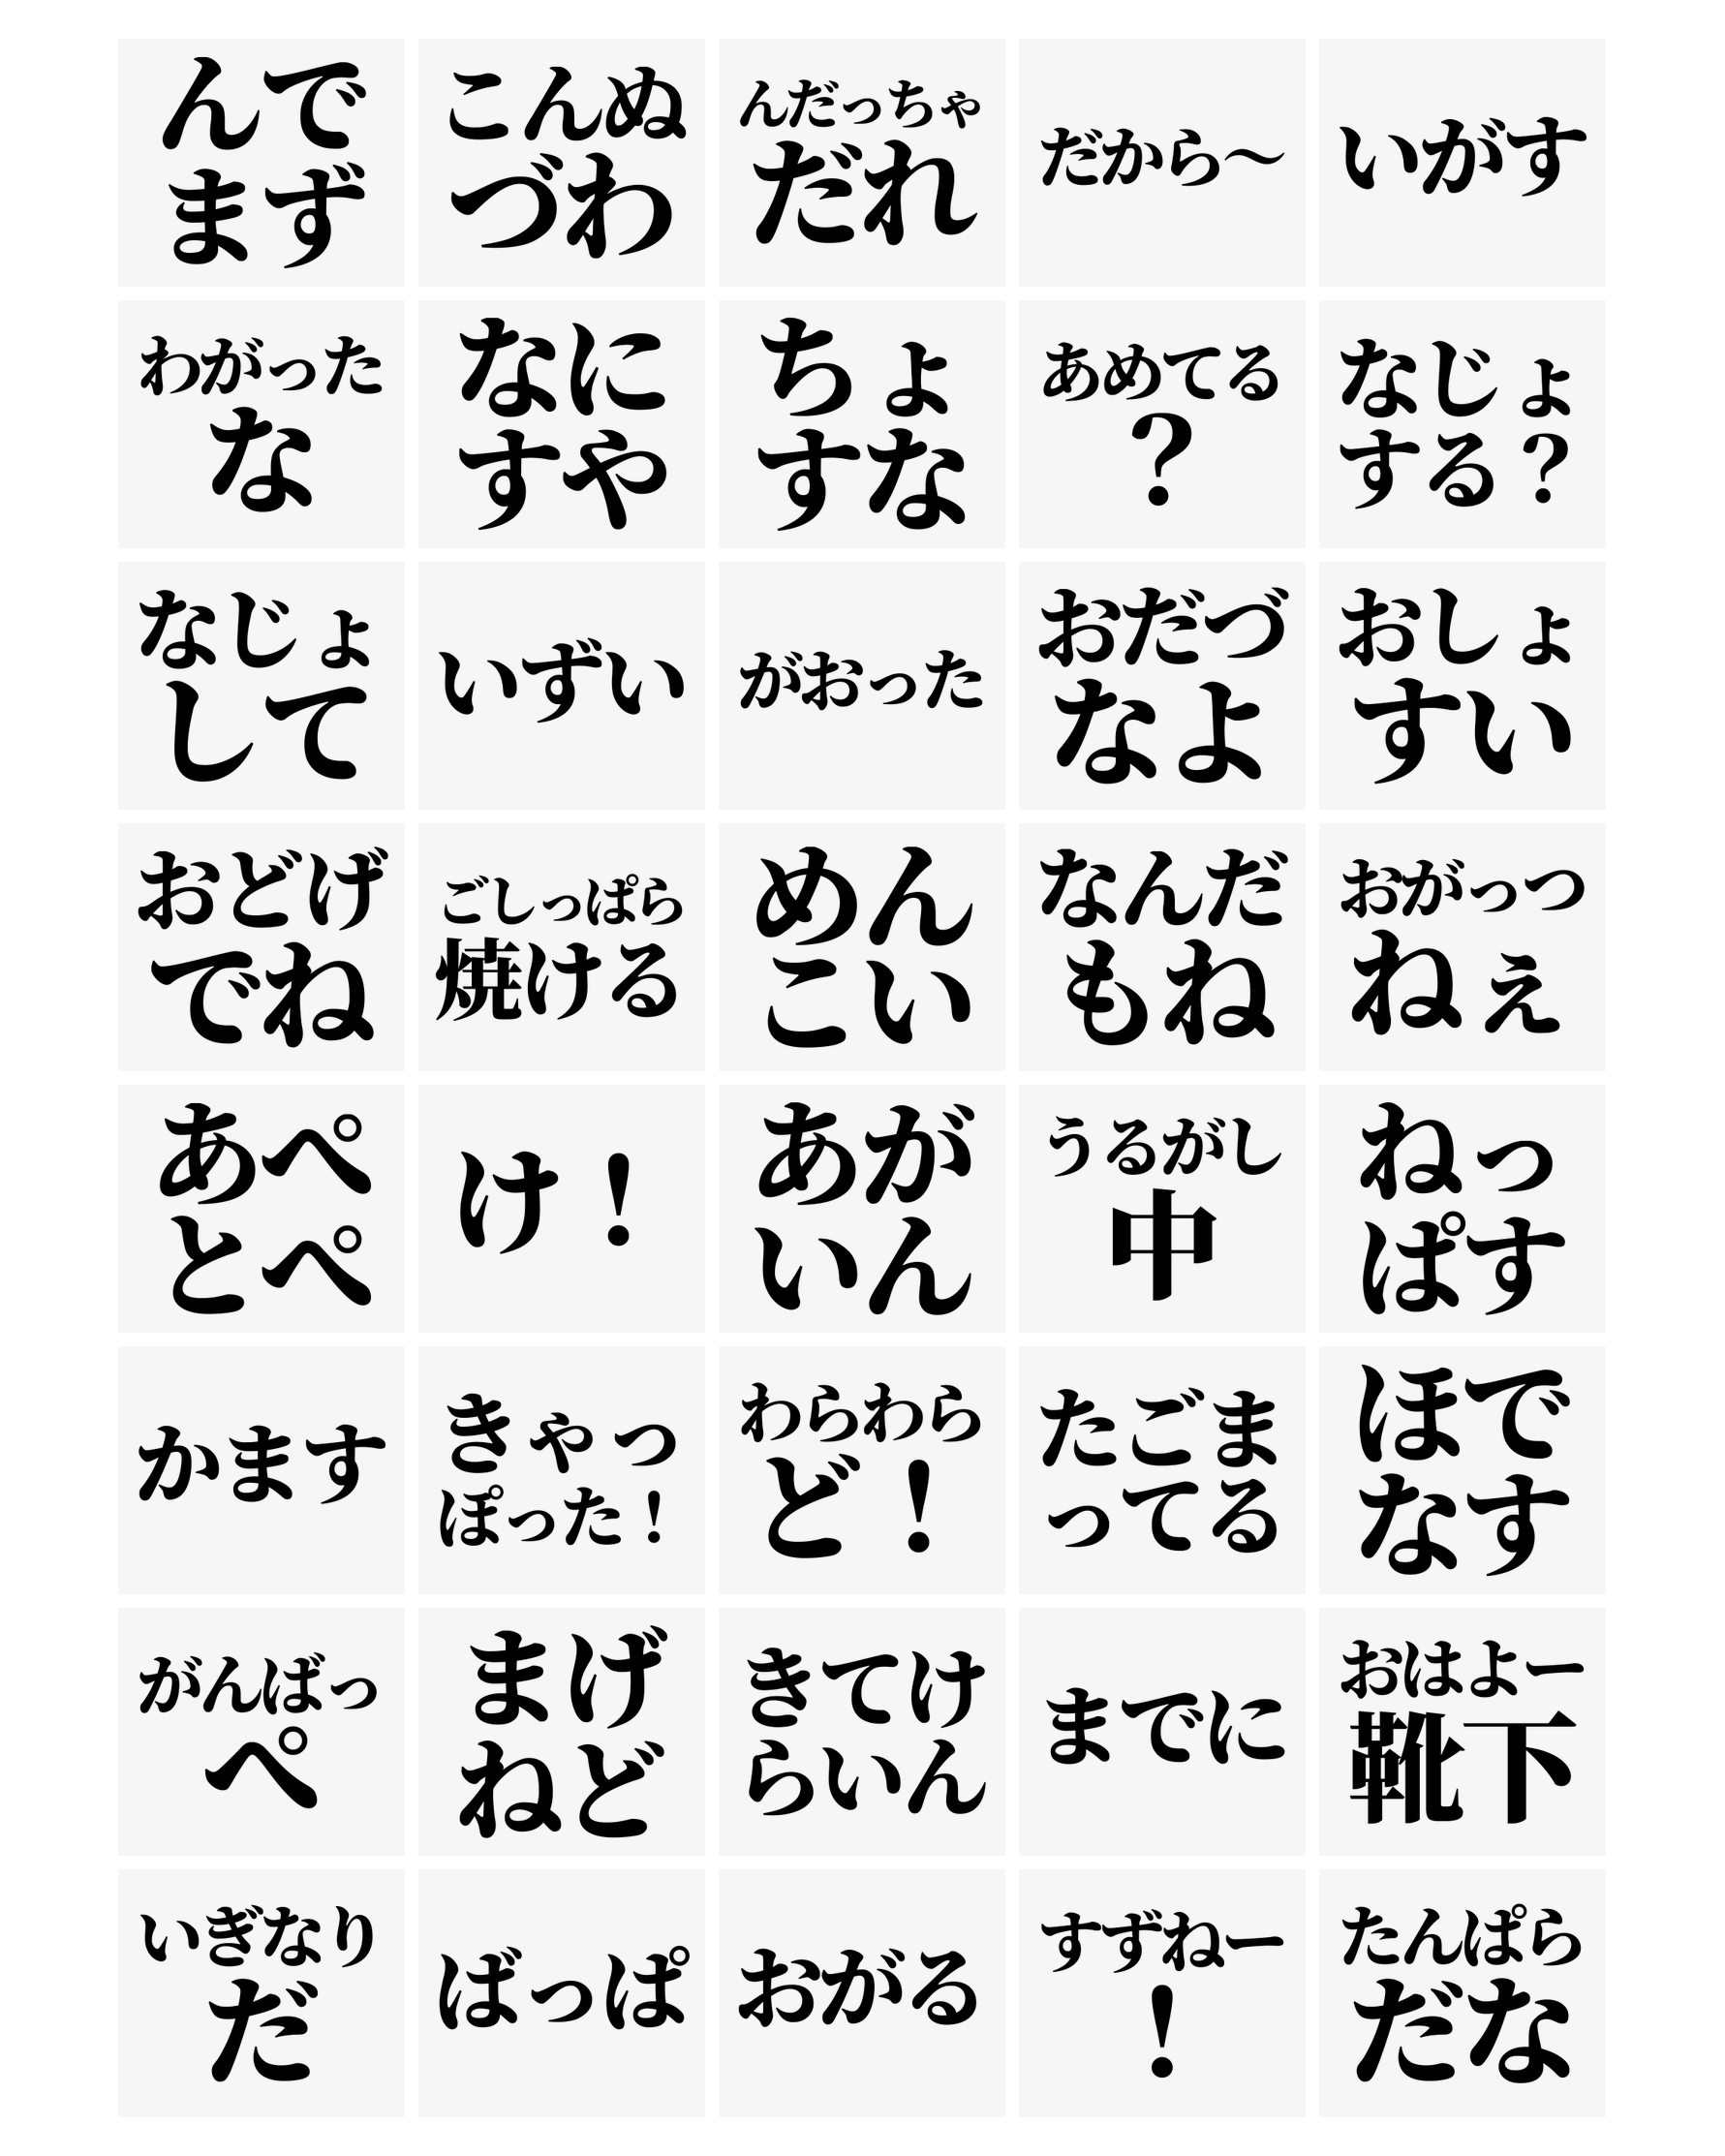 んで
まず
こんぬ
づわ
んだっちゃ
だれ
だから〜
いがす
わがった
な
なに
すや
ちょ
すな
あめてる
?
なじょ
する?
なじょ
して
いずい
がおった
おだづ
なよ
おしょ
すい
おどげ
でね
ごしっぱら
焼ける
めん
こい
なんだ
もね
おがっつ
ねぇ
あぺ
とぺ
け!
あが
いん
うるがし
中
ねっ
ぱす
かます
きゃっ
ぽった!
わらわら
ど!
たごま
ってる
ほで
なす
がんばっ
ぺ
まげ
ねど
きてけ
らいん
までに
おはよー
靴下
いぎなり
だ
ばっぱ
おがる
すずねー
!
たんぱら
だな